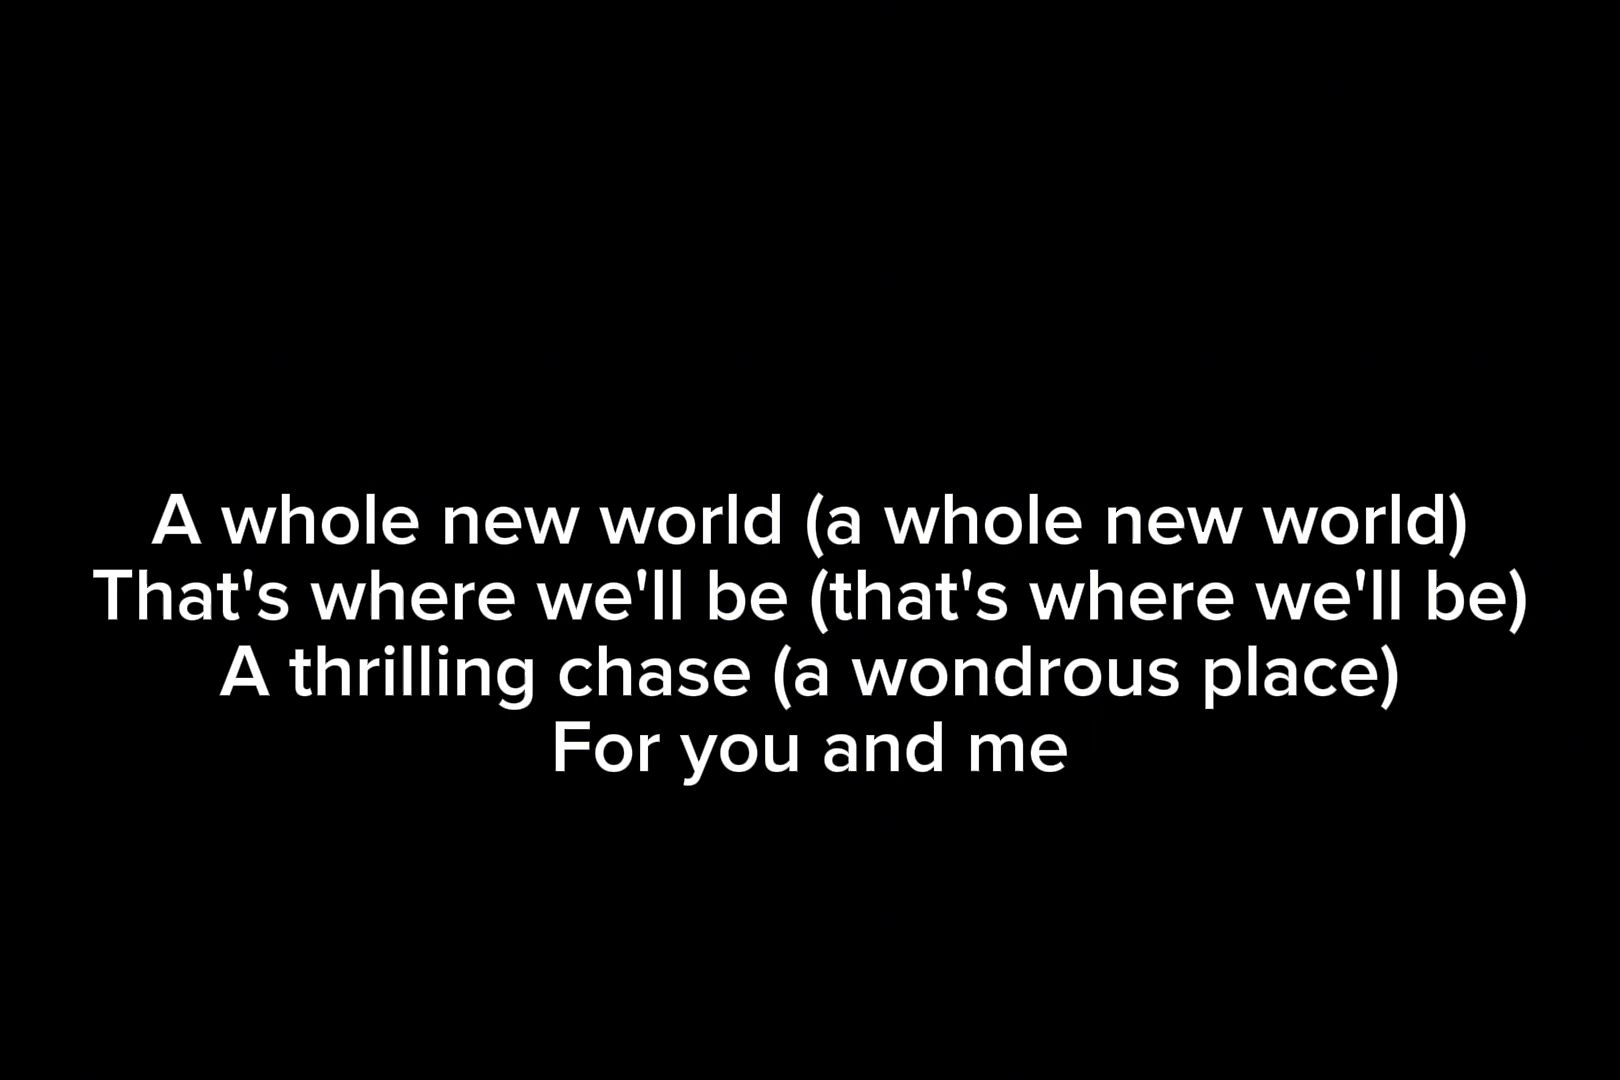 A whole new world (a whole new world)
That's where we'll be (that's where we'll be)
A thrilling chase (a wondrous place)
For you and me